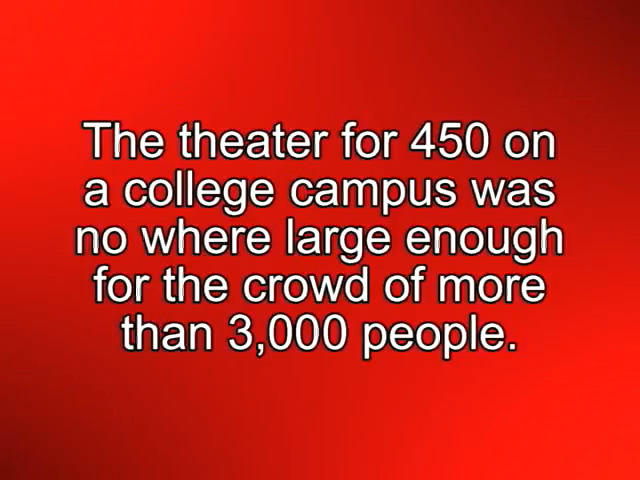 The theater for 450 on
a college campus was
no where large enough
for the crowd of more
than 3,000 people.